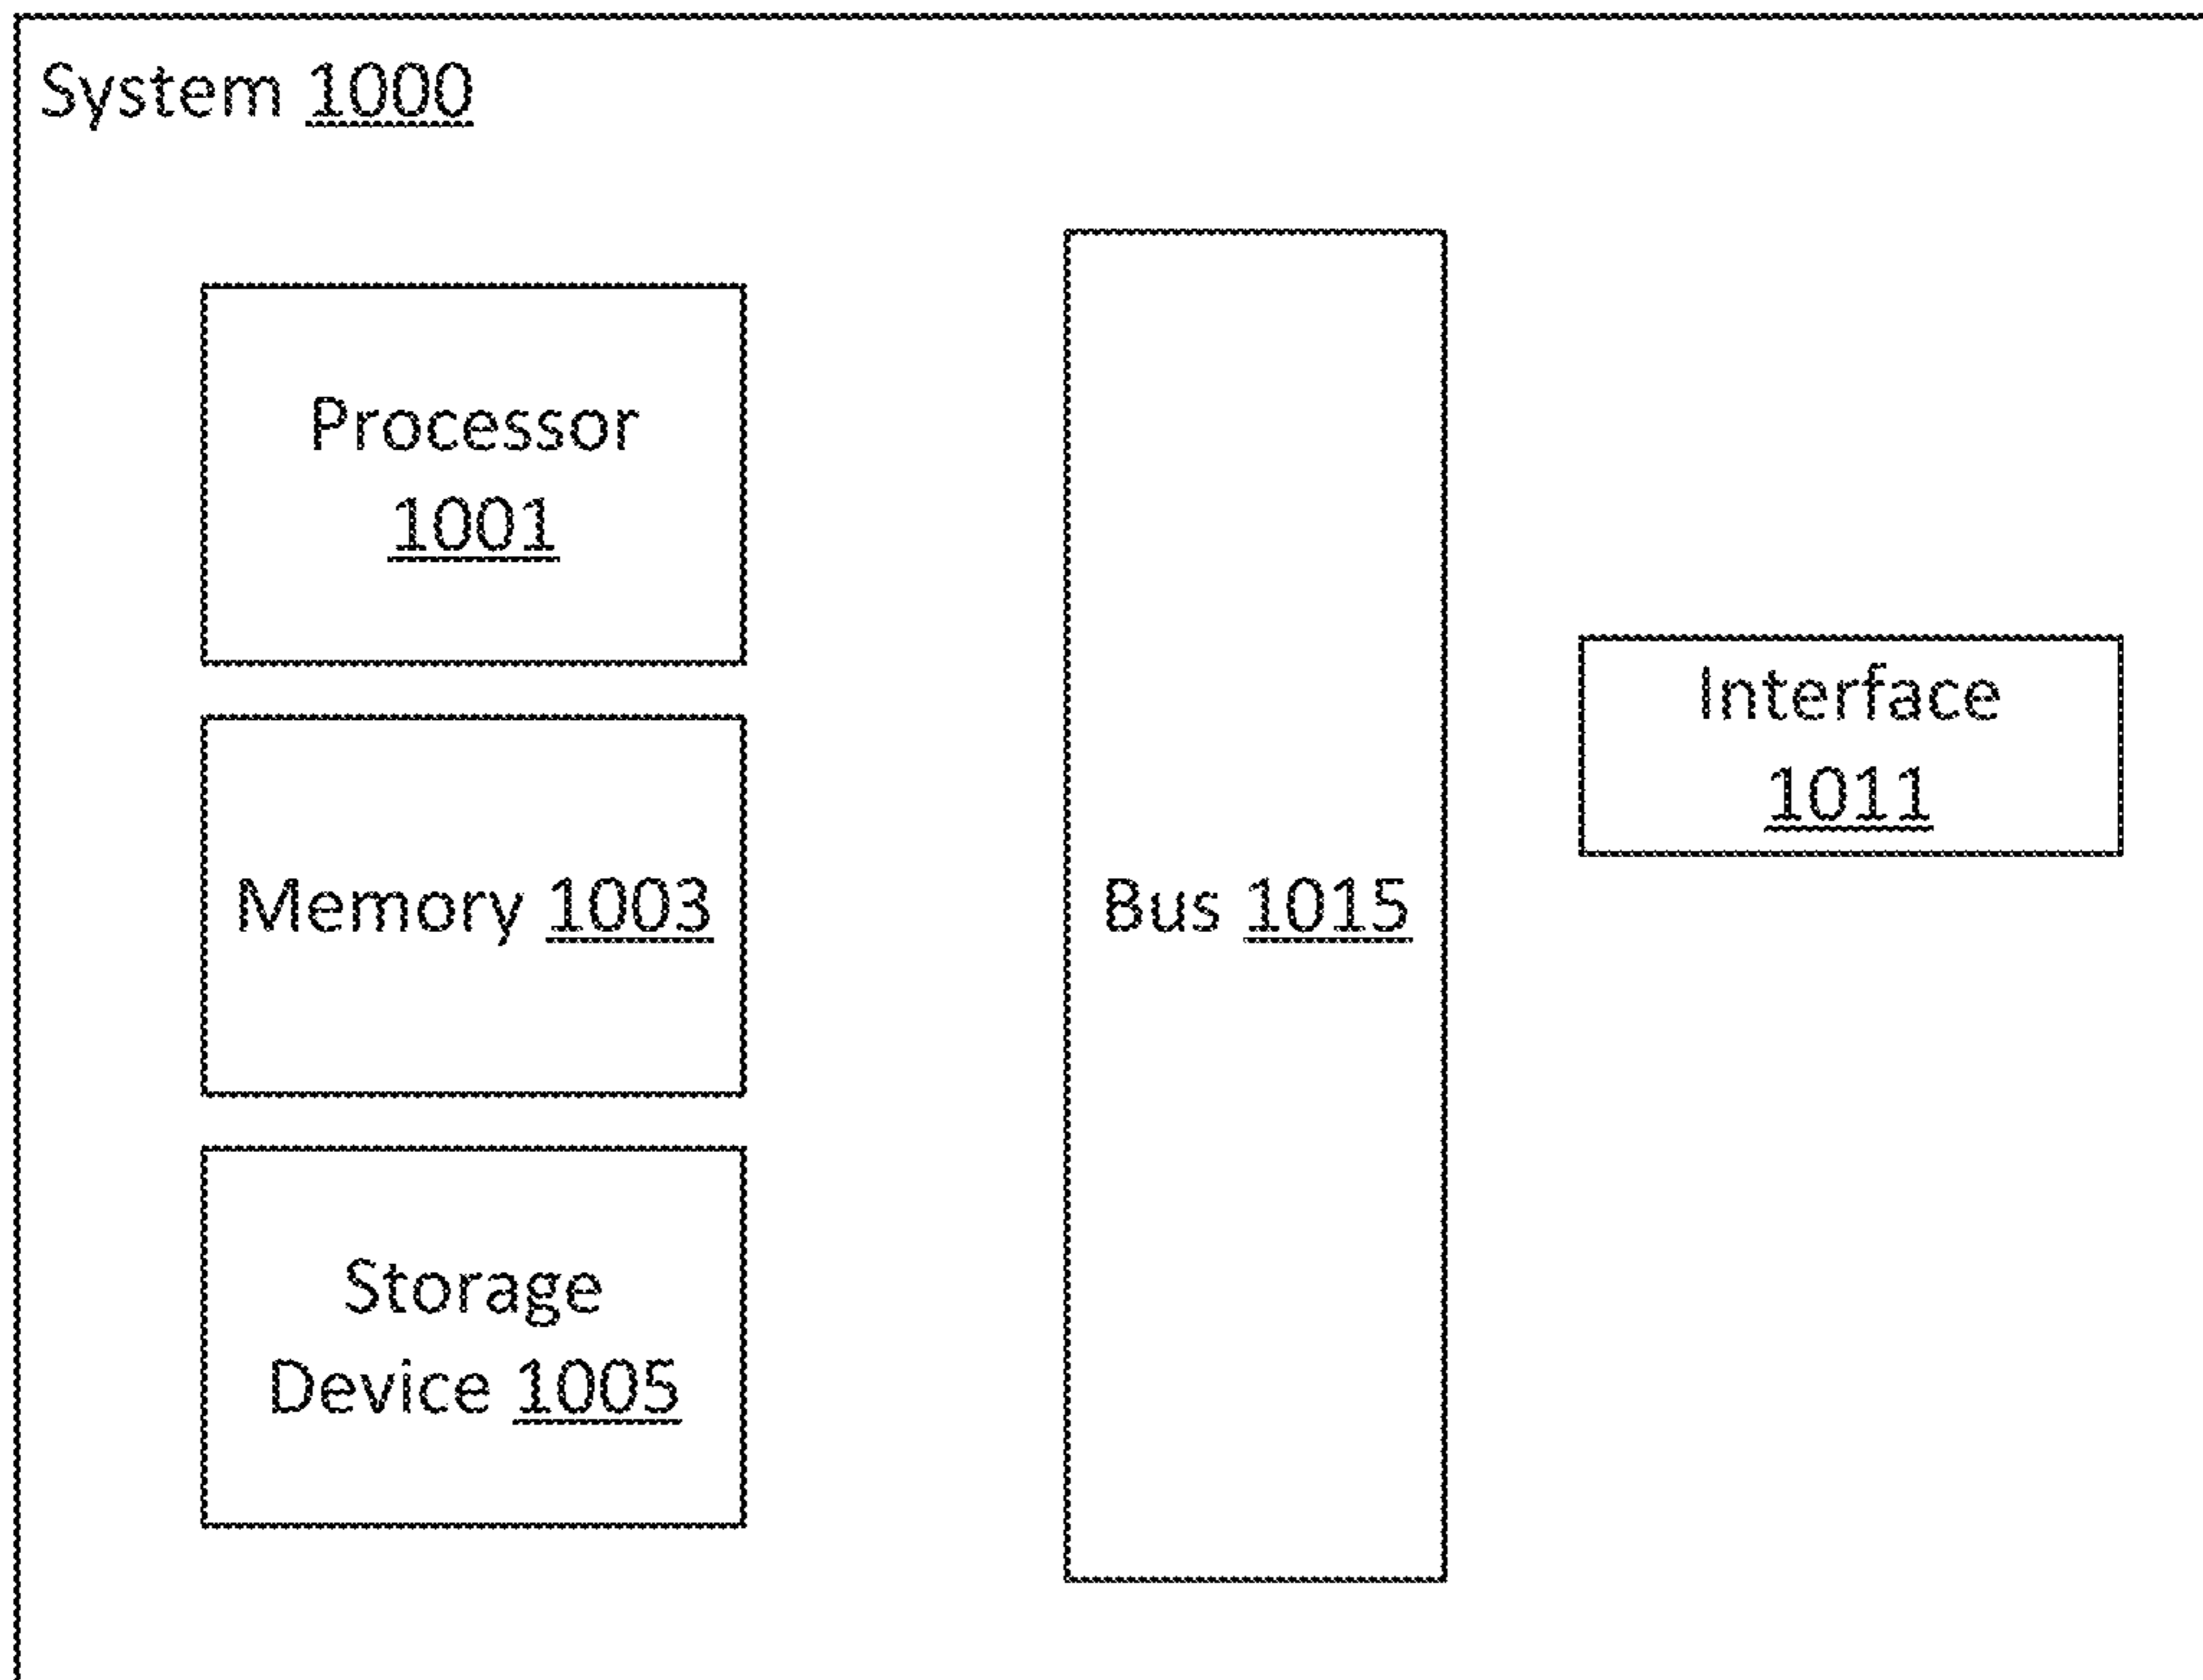 System 1000
Processor
1001
Interface
1011
Memory 1003
Bus 1015
Storage
Device 1005